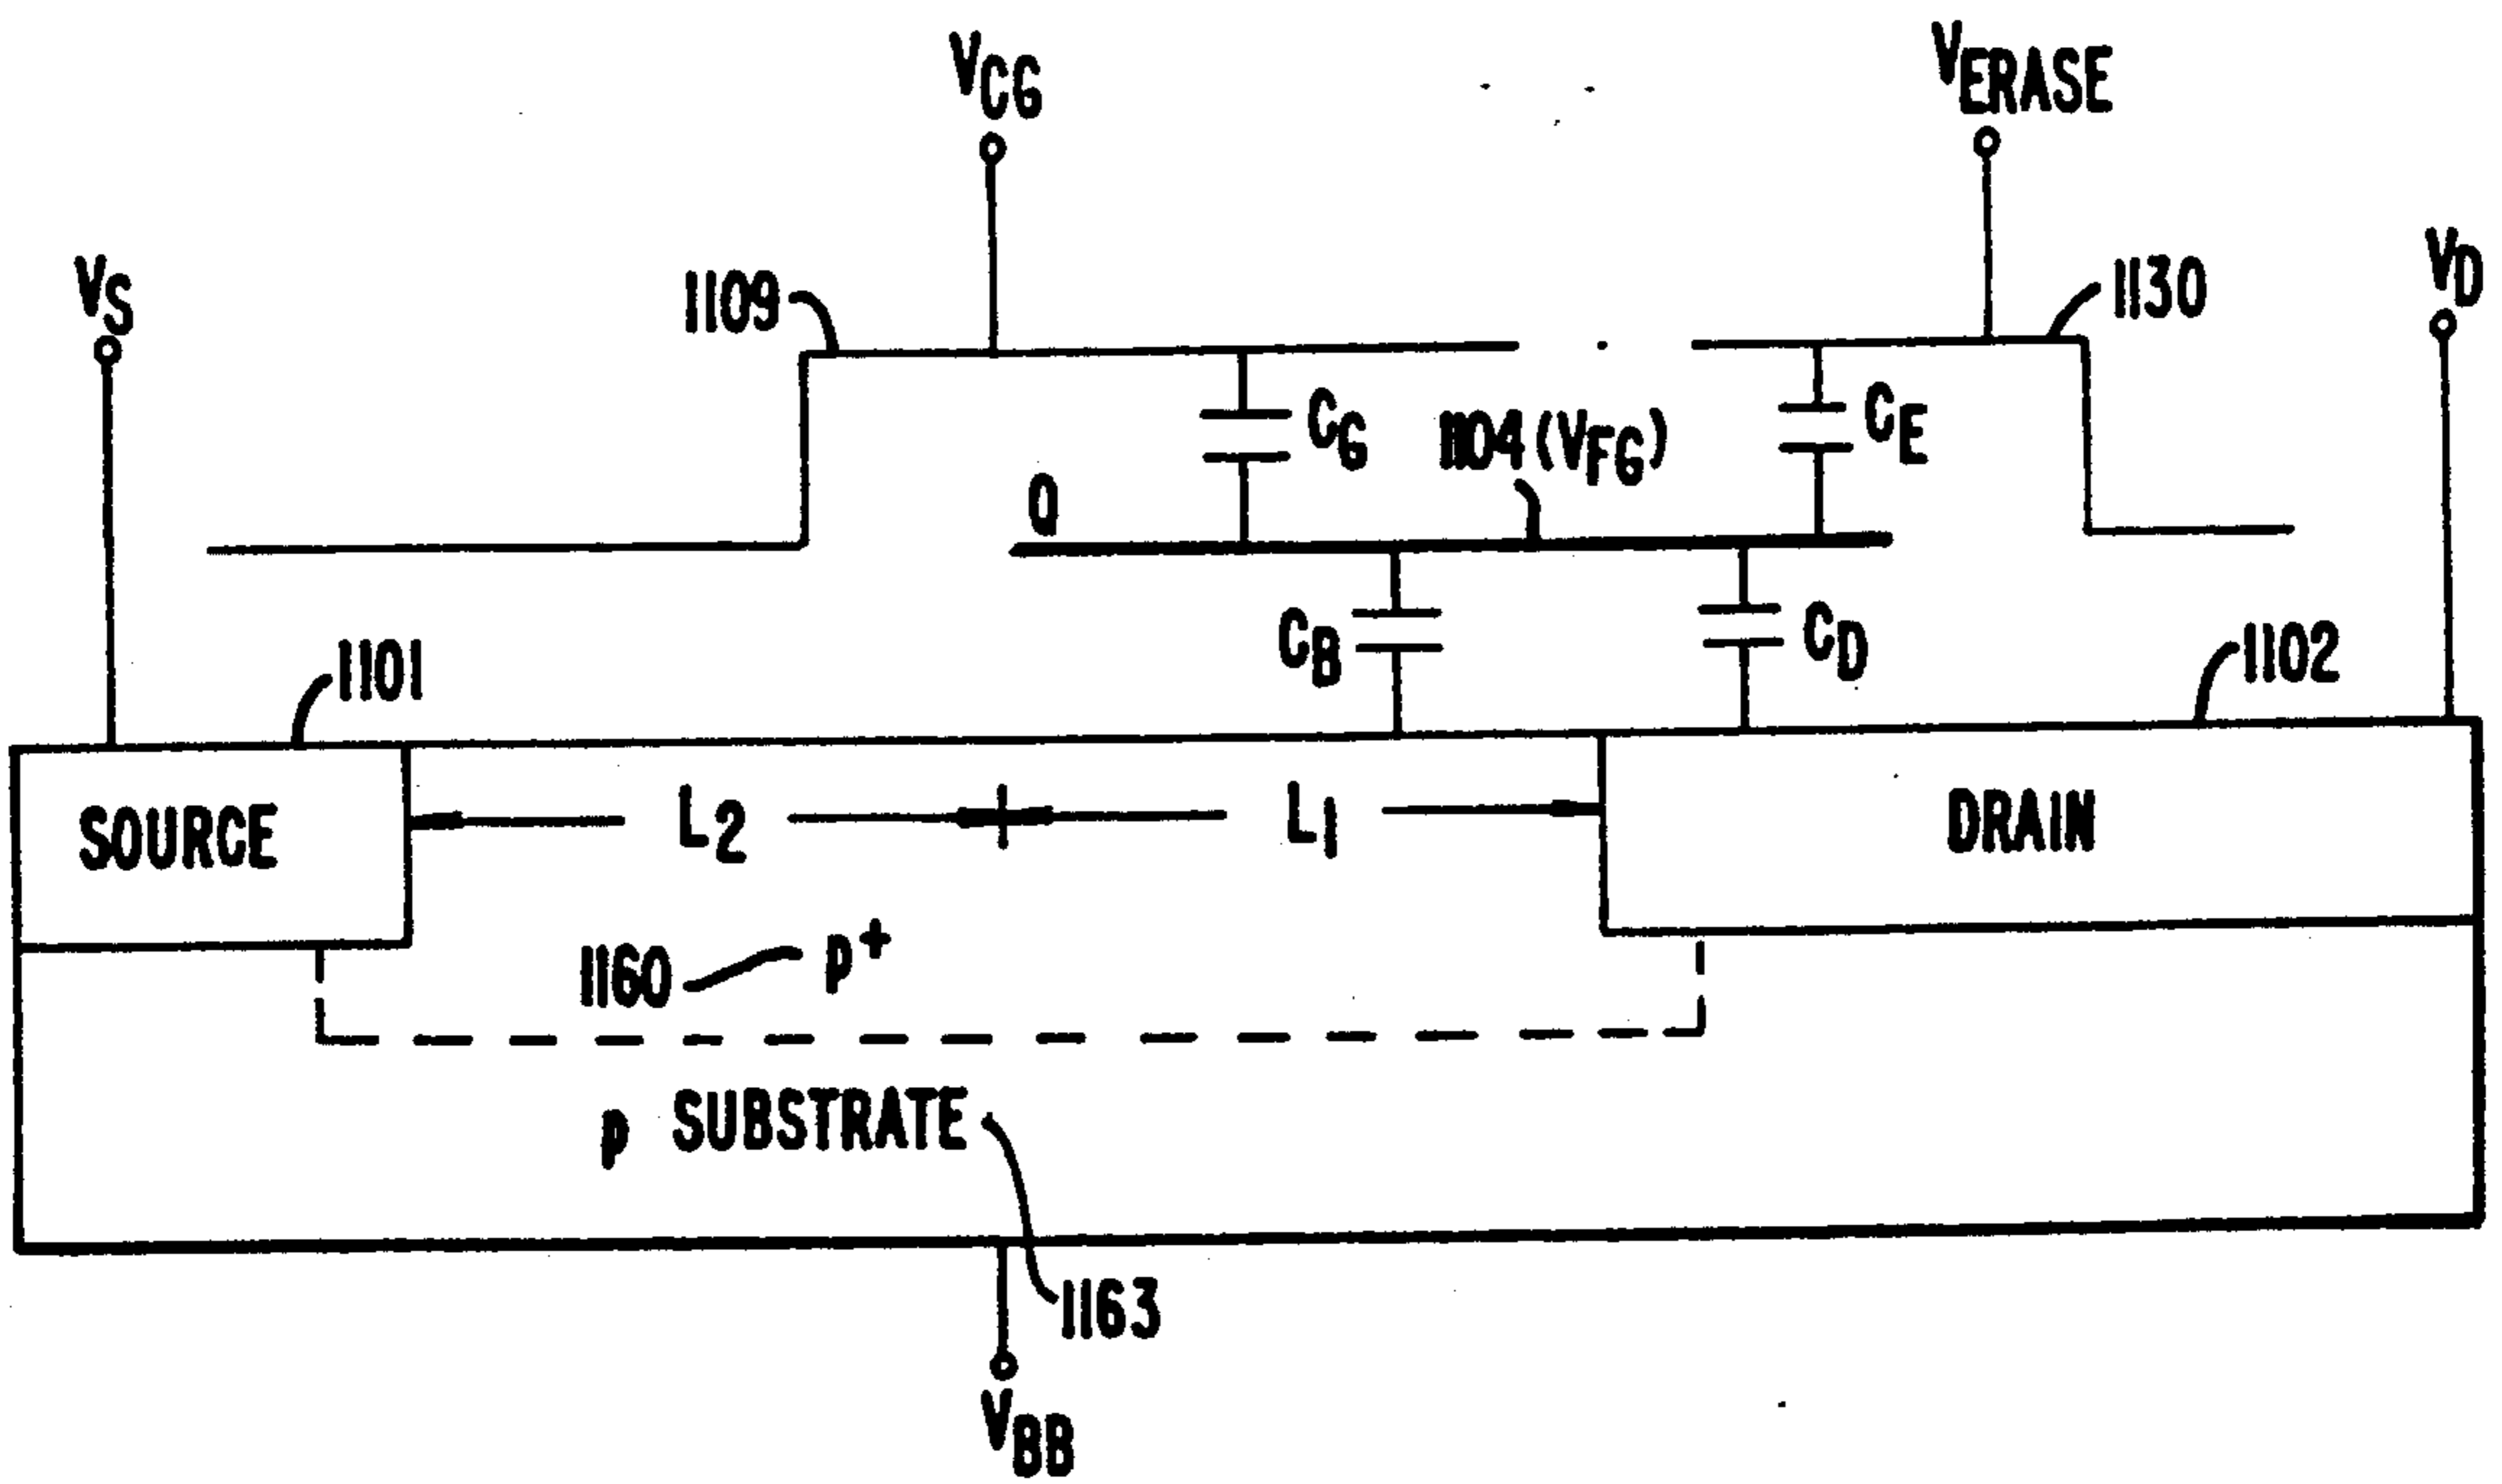 VCG
VERASE
VS
1109
1130
VD
CG
1104 (VFG)
CE
Q
CB
CD
1101
1102
SOURCE
L2
L1
DRAIN
1160
p+
p SUBSTRATE
1163
VBB